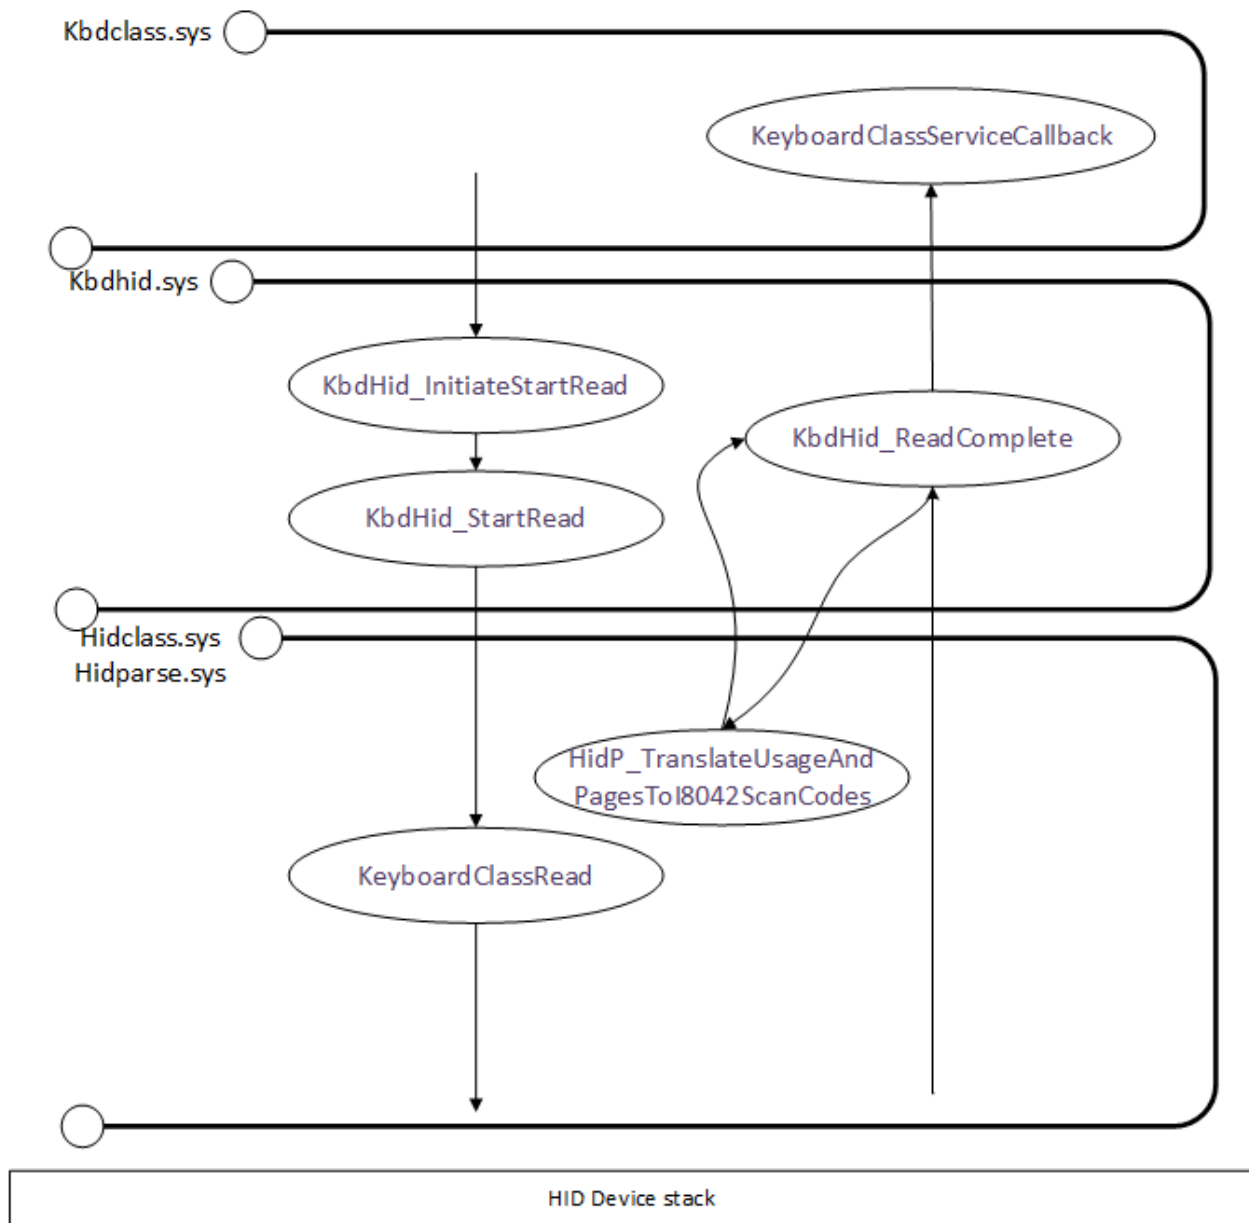 Kbdclass.sys
KeyboardClassServiceCallback
Kbdhid.sys
KbdHid_InitiateStartRead
KbdHid_ReadComplete
KbdHid_StartRead
Hidclass.sys
Hidparse.sys
HidP_TranslateUsageAnd
PagesToI8042ScanCodes
KeyboardClassRead
HID Device stack